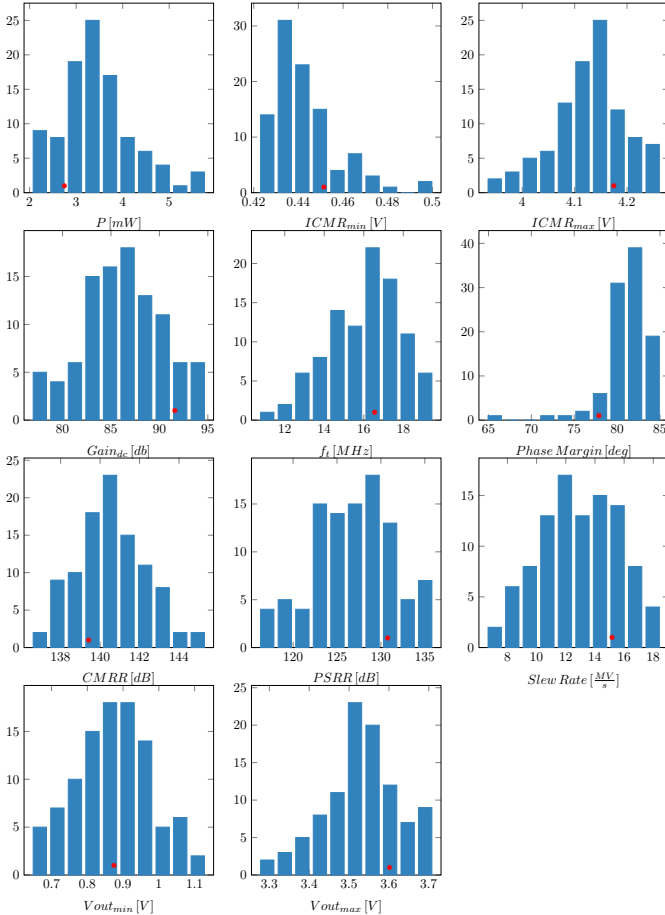 25
20
15
10
5
0
2 3 4 5
P [mW]
30
20
10
0
0.42 0.44 0.46 0.48 0.5
ICMR_min [V]
25
20
15
10
5
0
4 4.1 4.2
ICMR_max [V]
15
10
5
0
80 85 90 95
Gain_dc [db]
20
15
10
5
0
12 14 16 18
f_t [MHz]
40
30
20
10
0
65 70 75 80 85
Phase Margin [deg]
25
20
15
10
5
0
138 140 142 144
CMRR [dB]
15
10
5
0
120 125 130 135
PSRR [dB]
15
10
5
0
8 10 12 14 16 18
Slew Rate [MV/s]
15
10
5
0
0.7 0.8 0.9 1 1.1
Vout_min [V]
25
20
15
10
5
0
3.3 3.4 3.5 3.6 3.7
Vout_max [V]